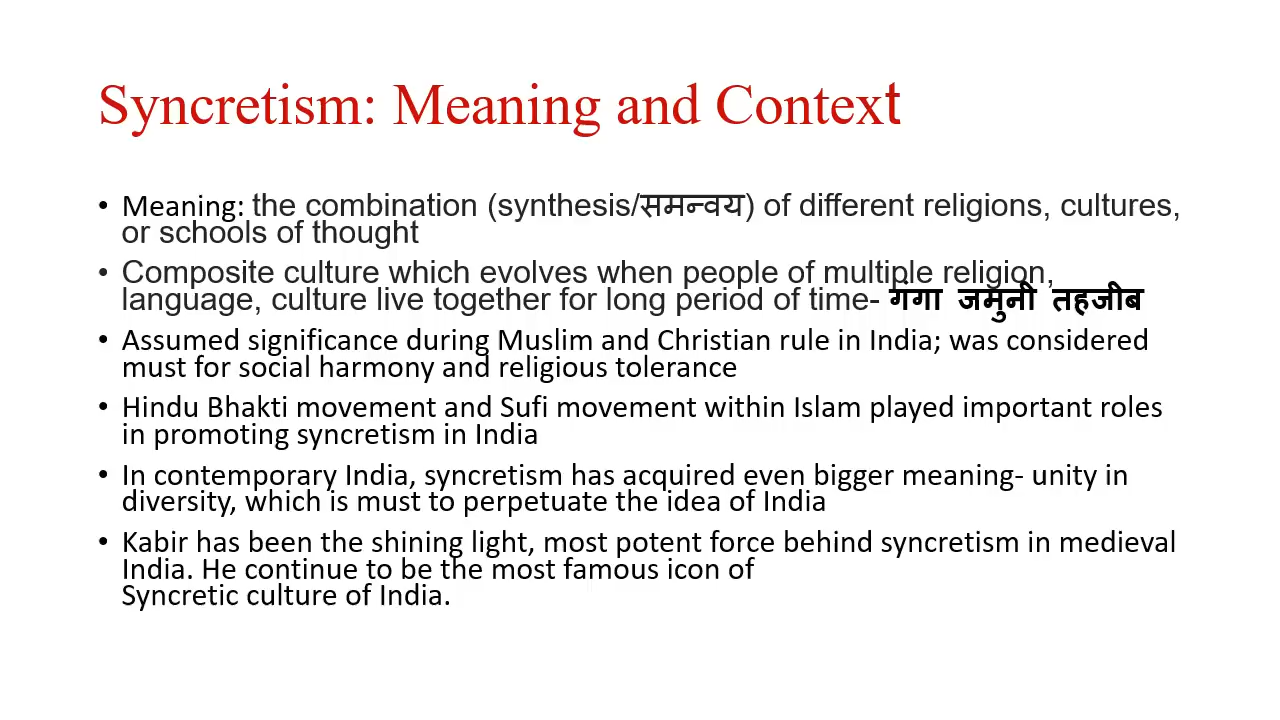 Syncretism: Meaning and Context
• Meaning: the combination (synthesis/समन्वय) of different religions, cultures,
or schools of thought
• Composite culture which evolves when people of multiple religion,
language, culture live together for long period of time- गंगा जमुनी तहजीब
• Assumed significance during Muslim and Christian rule in India; was considered
must for social harmony and religious tolerance
• Hindu Bhakti movement and Sufi movement within Islam played important roles
in promoting syncretism in India
• In contemporary India, syncretism has acquired even bigger meaning- unity in
diversity, which is must to perpetuate the idea of India
• Kabir has been the shining light, most potent force behind syncretism in medieval
India. He continue to be the most famous icon of
Syncretic culture of India.